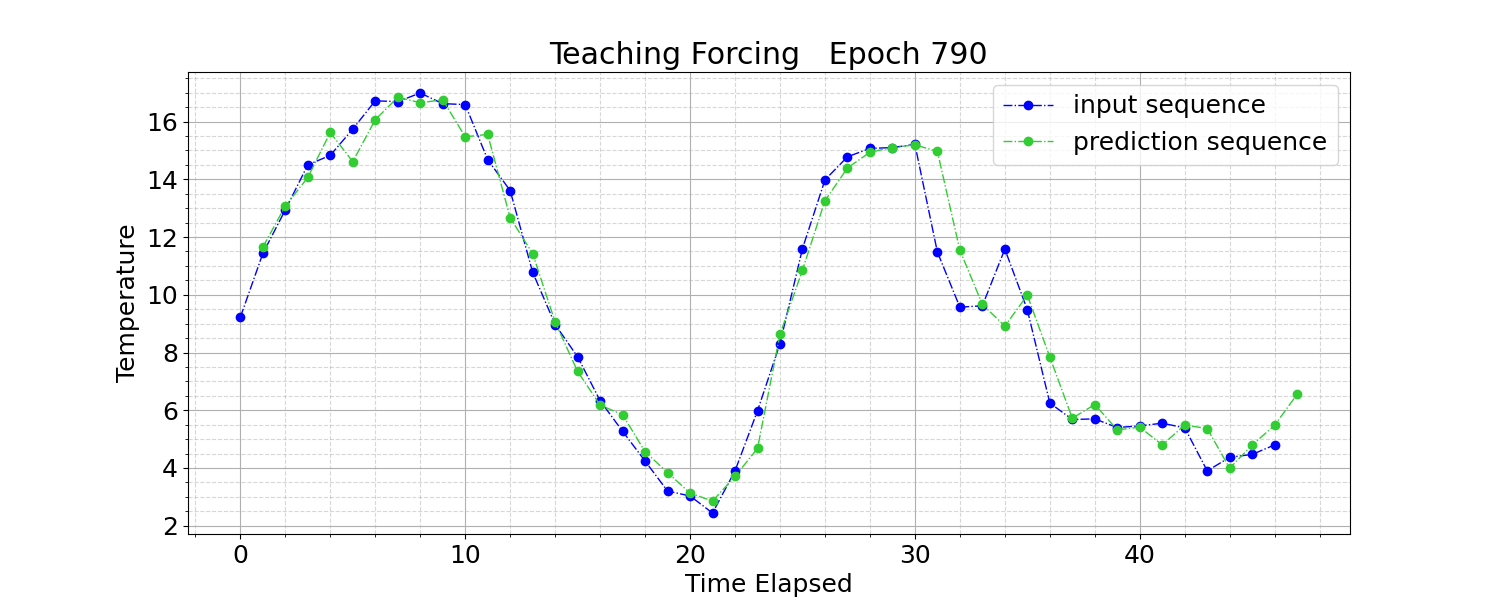 Teaching Forcing   Epoch 790
input sequence
prediction sequence
16
14
12
10
8
6
4
2
Temperature
0 10 20 30 40
Time Elapsed